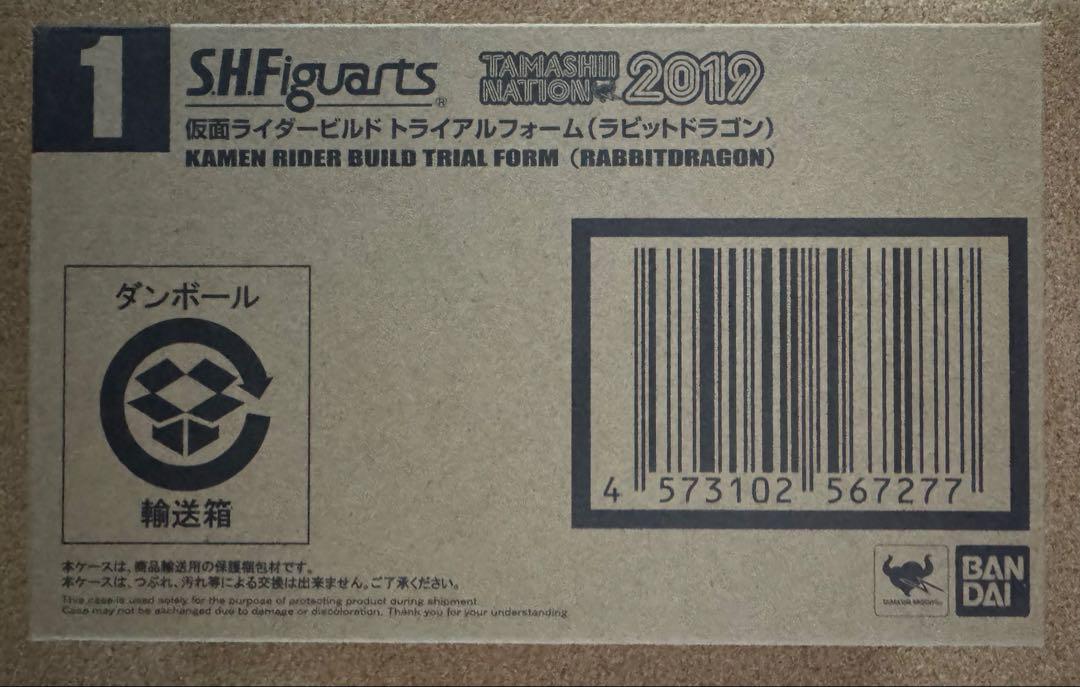 1
S.H.Figuarts®
TAMASHII NATION 2019
仮面ライダービルド トライアルフォーム(ラビットドラゴン)
KAMEN RIDER BUILD TRIAL FORM (RABBITDRAGON)
ダンボール
輸送箱
4 573102 567277
本ケースは、商品輸送用の保護梱包材です。
本ケースは、つぶれ、汚れ等による交換は出来ません。ご了承ください。
This case is used solely for the purpose of protecting product during shipment.
Case may not be exchanged due to damage or discoloration. Thank you for your understanding.
TAMASHII NATIONS
BAN
DAI